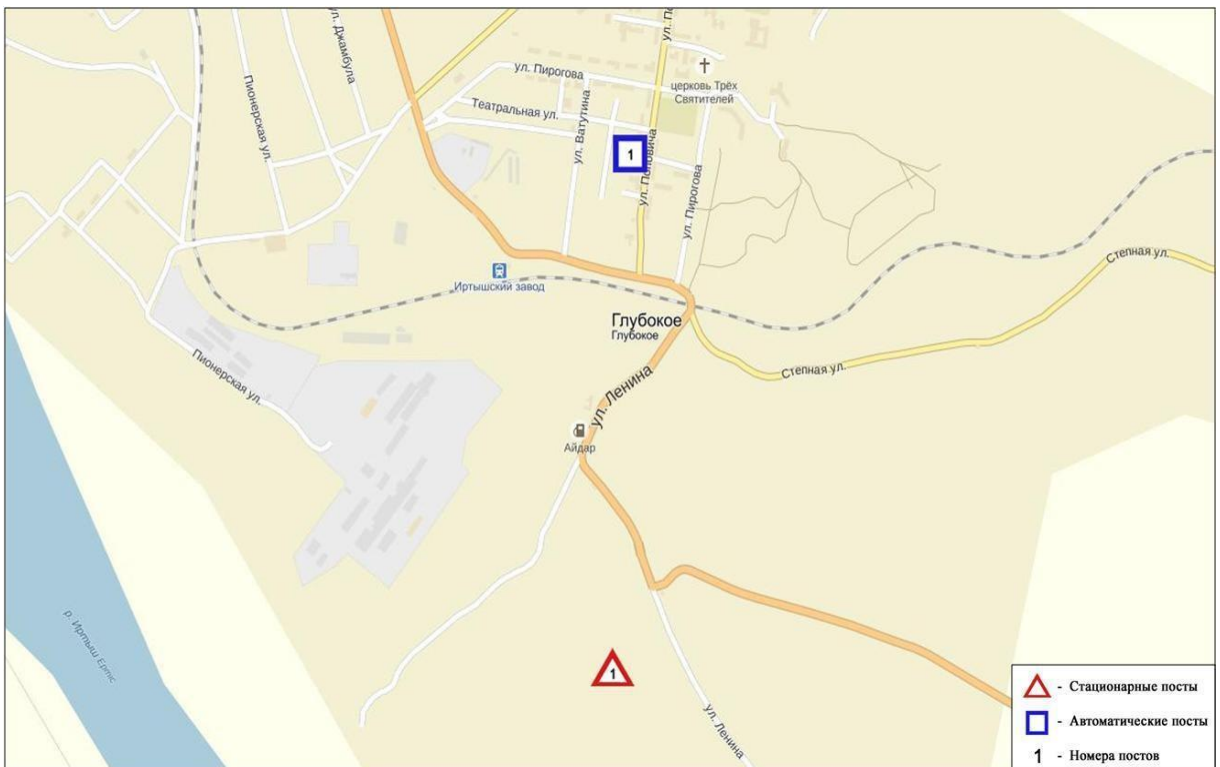 ул. По
ул. Джамбула
Пионерская ул.
ул. Пирогова
церковь Трёх
Святителей
Театральная ул.
ул. Ватутина
1
ул. Поповича
ул. Пирогова
Степная ул.
Иртышский завод
Глубокое
Глубокое
Пионерская ул.
Степная ул.
ул. Ленина
Айдар
р. Иртыш Ертіс
1
ул. Ленина
- Стационарные посты
- Автоматические посты
1 - Номера постов